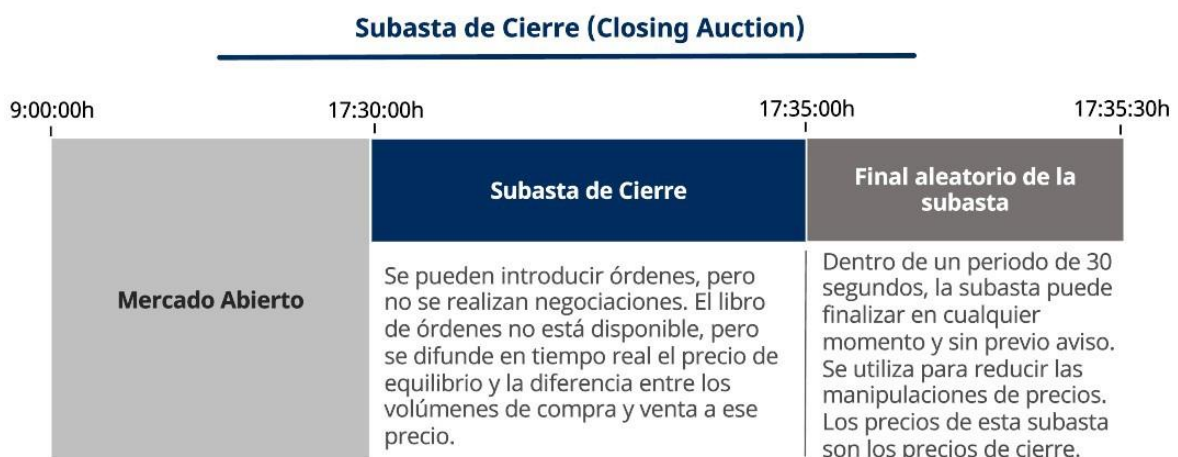 Subasta de Cierre (Closing Auction)
9:00:00h
17:30:00h
17:35:00h
17:35:30h
Mercado Abierto
Subasta de Cierre
Se pueden introducir órdenes, pero
no se realizan negociaciones. El libro
de órdenes no está disponible, pero
se difunde en tiempo real el precio de
equilibrio y la diferencia entre los
volúmenes de compra y venta a ese
precio.
Final aleatorio de la
subasta
Dentro de un periodo de 30
segundos, la subasta puede
finalizar en cualquier
momento y sin previo aviso.
Se utiliza para reducir las
manipulaciones de precios.
Los precios de esta subasta
son los precios de cierre.